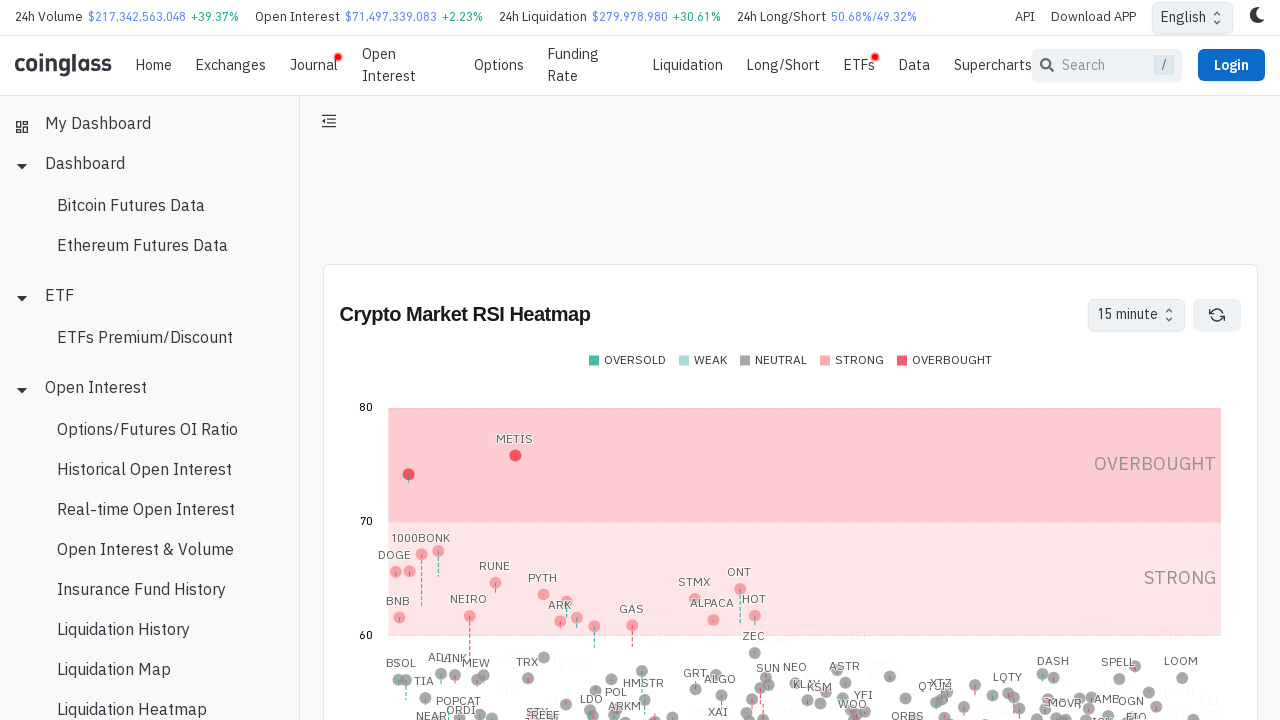 24h Volume $217,342,563,048 +39.37% Open Interest $71,497,339,083 +2.23% 24h Liquidation $279,978,980 +30.61% 24h Long/Short 50.68%/49.32% API Download APP English
coinglass Home Exchanges Journal Open Interest Options Funding Rate Liquidation Long/Short ETFs Data Supercharts Search / Login
My Dashboard
Dashboard
Bitcoin Futures Data
Ethereum Futures Data
ETF
ETFs Premium/Discount
Open Interest
Options/Futures OI Ratio
Historical Open Interest
Real-time Open Interest
Open Interest & Volume
Insurance Fund History
Liquidation History
Liquidation Map
Liquidation Heatmap
Crypto Market RSI Heatmap 15 minute
OVERSOLD WEAK NEUTRAL STRONG OVERBOUGHT
80
METIS
OVERBOUGHT
70
1000BONK
DOGE
RUNE
ONT
PYTH
STMX
STRONG
BNB
NEIRO
ARK
GAS
ALPACA
HOT
60
ZEC
TRX
MEW
SUN NEO
ASTR
DASH
SPELL
LOOM
GRT
ALGO
LQTY
TIA
HMSTR
KSM
XTZ
POL
YFI
POPCAT
LDO
WOO
MOVR
OGN
ORDI
ARKM
XAI
NEAR
ORBS